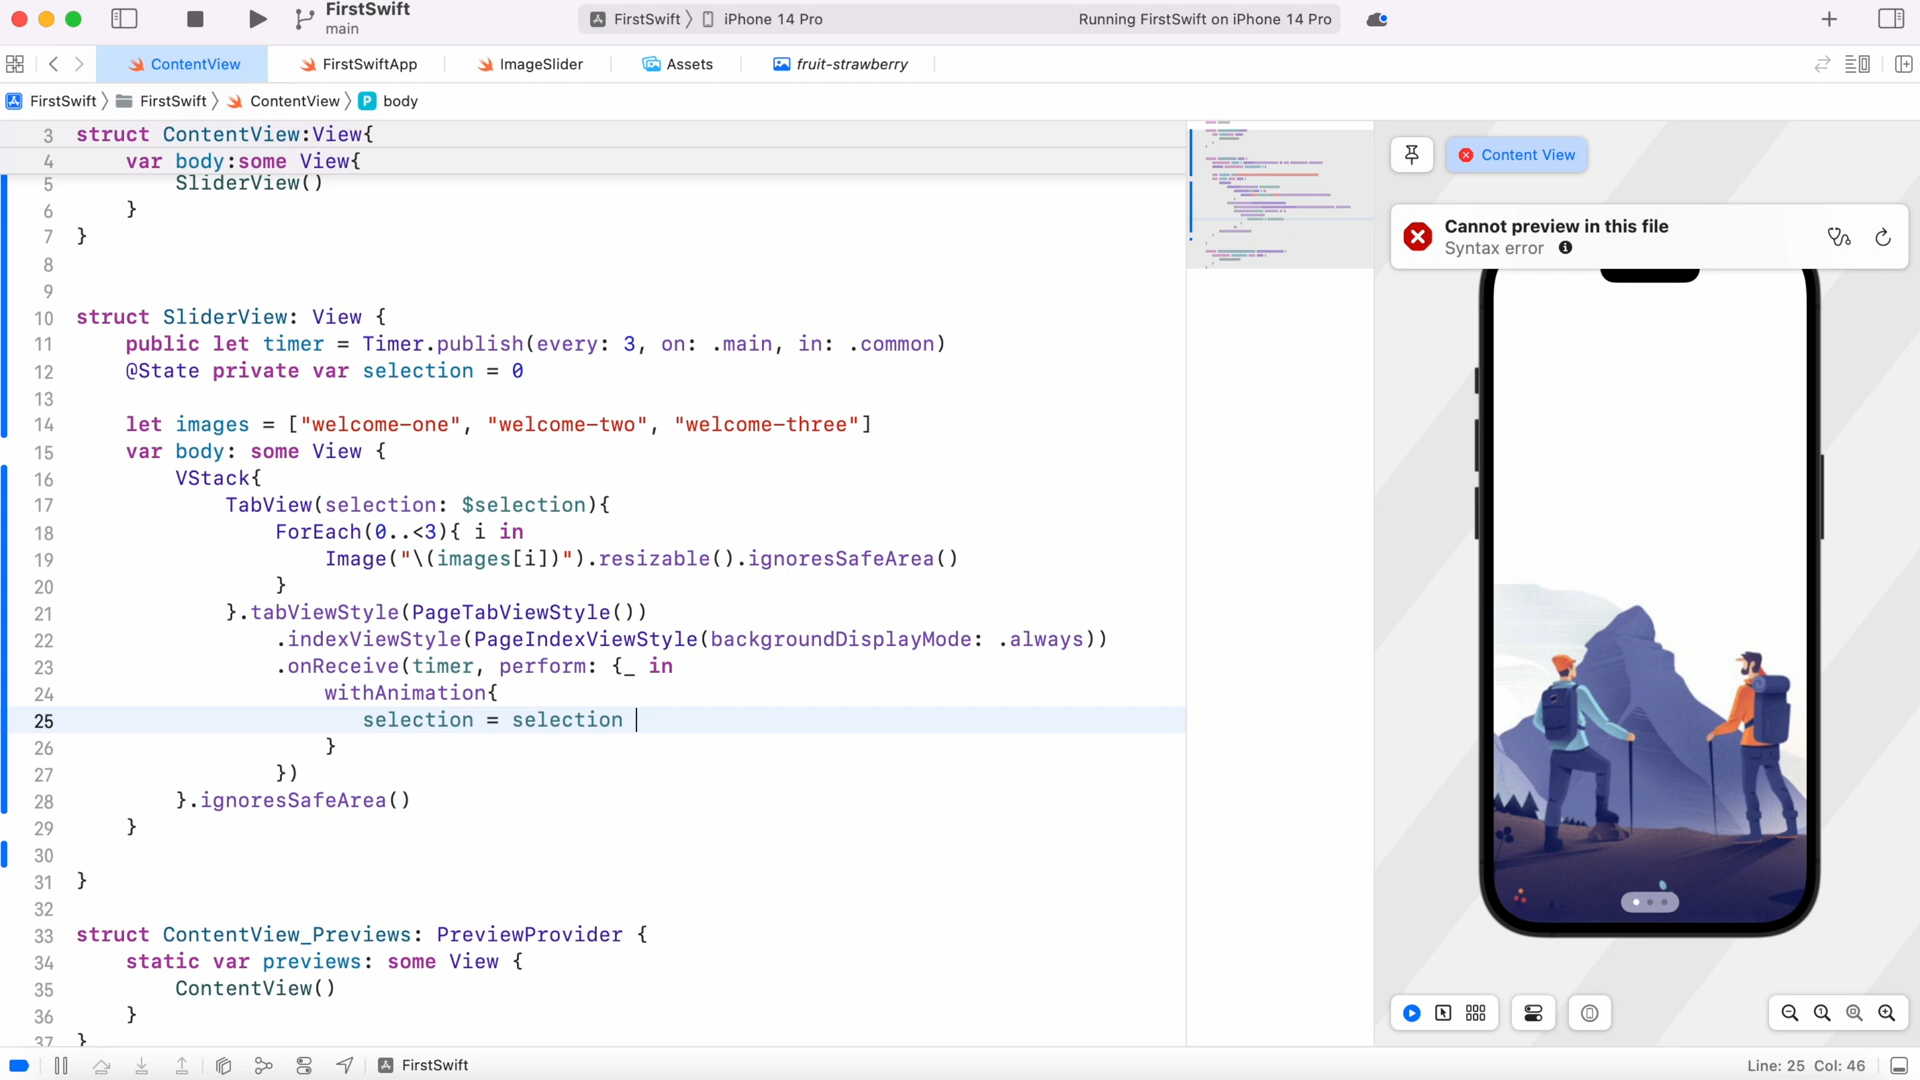 FirstSwift
main
FirstSwift
iPhone 14 Pro
Running FirstSwift on iPhone 14 Pro
ContentView
FirstSwiftApp
ImageSlider
Assets
fruit-strawberry
FirstSwift
FirstSwift
ContentView
P body
3 struct ContentView:View{
4 var body:some View{
5 SliderView()
6 }
7 }
8
9
10 struct SliderView: View {
11 public let timer = Timer.publish(every: 3, on: .main, in: .common)
12 @State private var selection = 0
13
14 let images = ["welcome-one", "welcome-two", "welcome-three"]
15 var body: some View {
16 VStack{
17 TabView(selection: $selection){
18 ForEach(0..<3){ i in
19 Image("\(images[i])").resizable().ignoresSafeArea()
20 }
21 }.tabViewStyle(PageTabViewStyle())
22 .indexViewStyle(PageIndexViewStyle(backgroundDisplayMode: .always))
23 .onReceive(timer, perform: {_ in
24 withAnimation{
25 selection = selection
26 }
27 })
28 }.ignoresSafeArea()
29 }
30
31 }
32
33 struct ContentView_Previews: PreviewProvider {
34 static var previews: some View {
35 ContentView()
36 }
37 }
Content View
Cannot preview in this file
Syntax error
FirstSwift
Line: 25 Col: 46